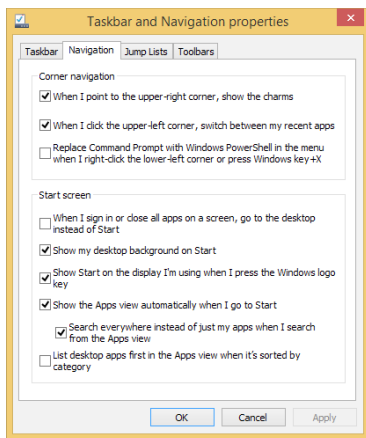 Taskbar and Navigation properties
Taskbar Navigation Jump Lists Toolbars
Corner navigation
When I point to the upper-right corner, show the charms
When I click the upper-left corner, switch between my recent apps
Replace Command Prompt with Windows PowerShell in the menu
when I right-click the lower-left corner or press Windows key+X
Start screen
When I sign in or close all apps on a screen, go to the desktop
instead of Start
Show my desktop background on Start
Show Start on the display I'm using when I press the Windows logo
key
Show the Apps view automatically when I go to Start
Search everywhere instead of just my apps when I search
from the Apps view
List desktop apps first in the Apps view when it's sorted by
category
OK Cancel Apply